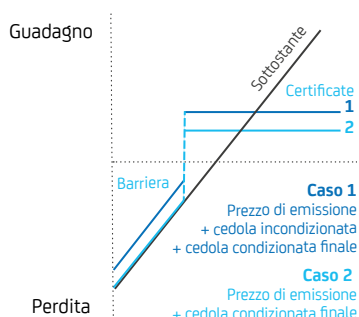 Guadagno
Sottostante
Certificate
1
2
Barriera
Caso 1
Prezzo di emissione
+ cedola incondizionata
+ cedola condizionata finale
Caso 2
Prezzo di emissione
+ cedola condizionata finale
Perdita